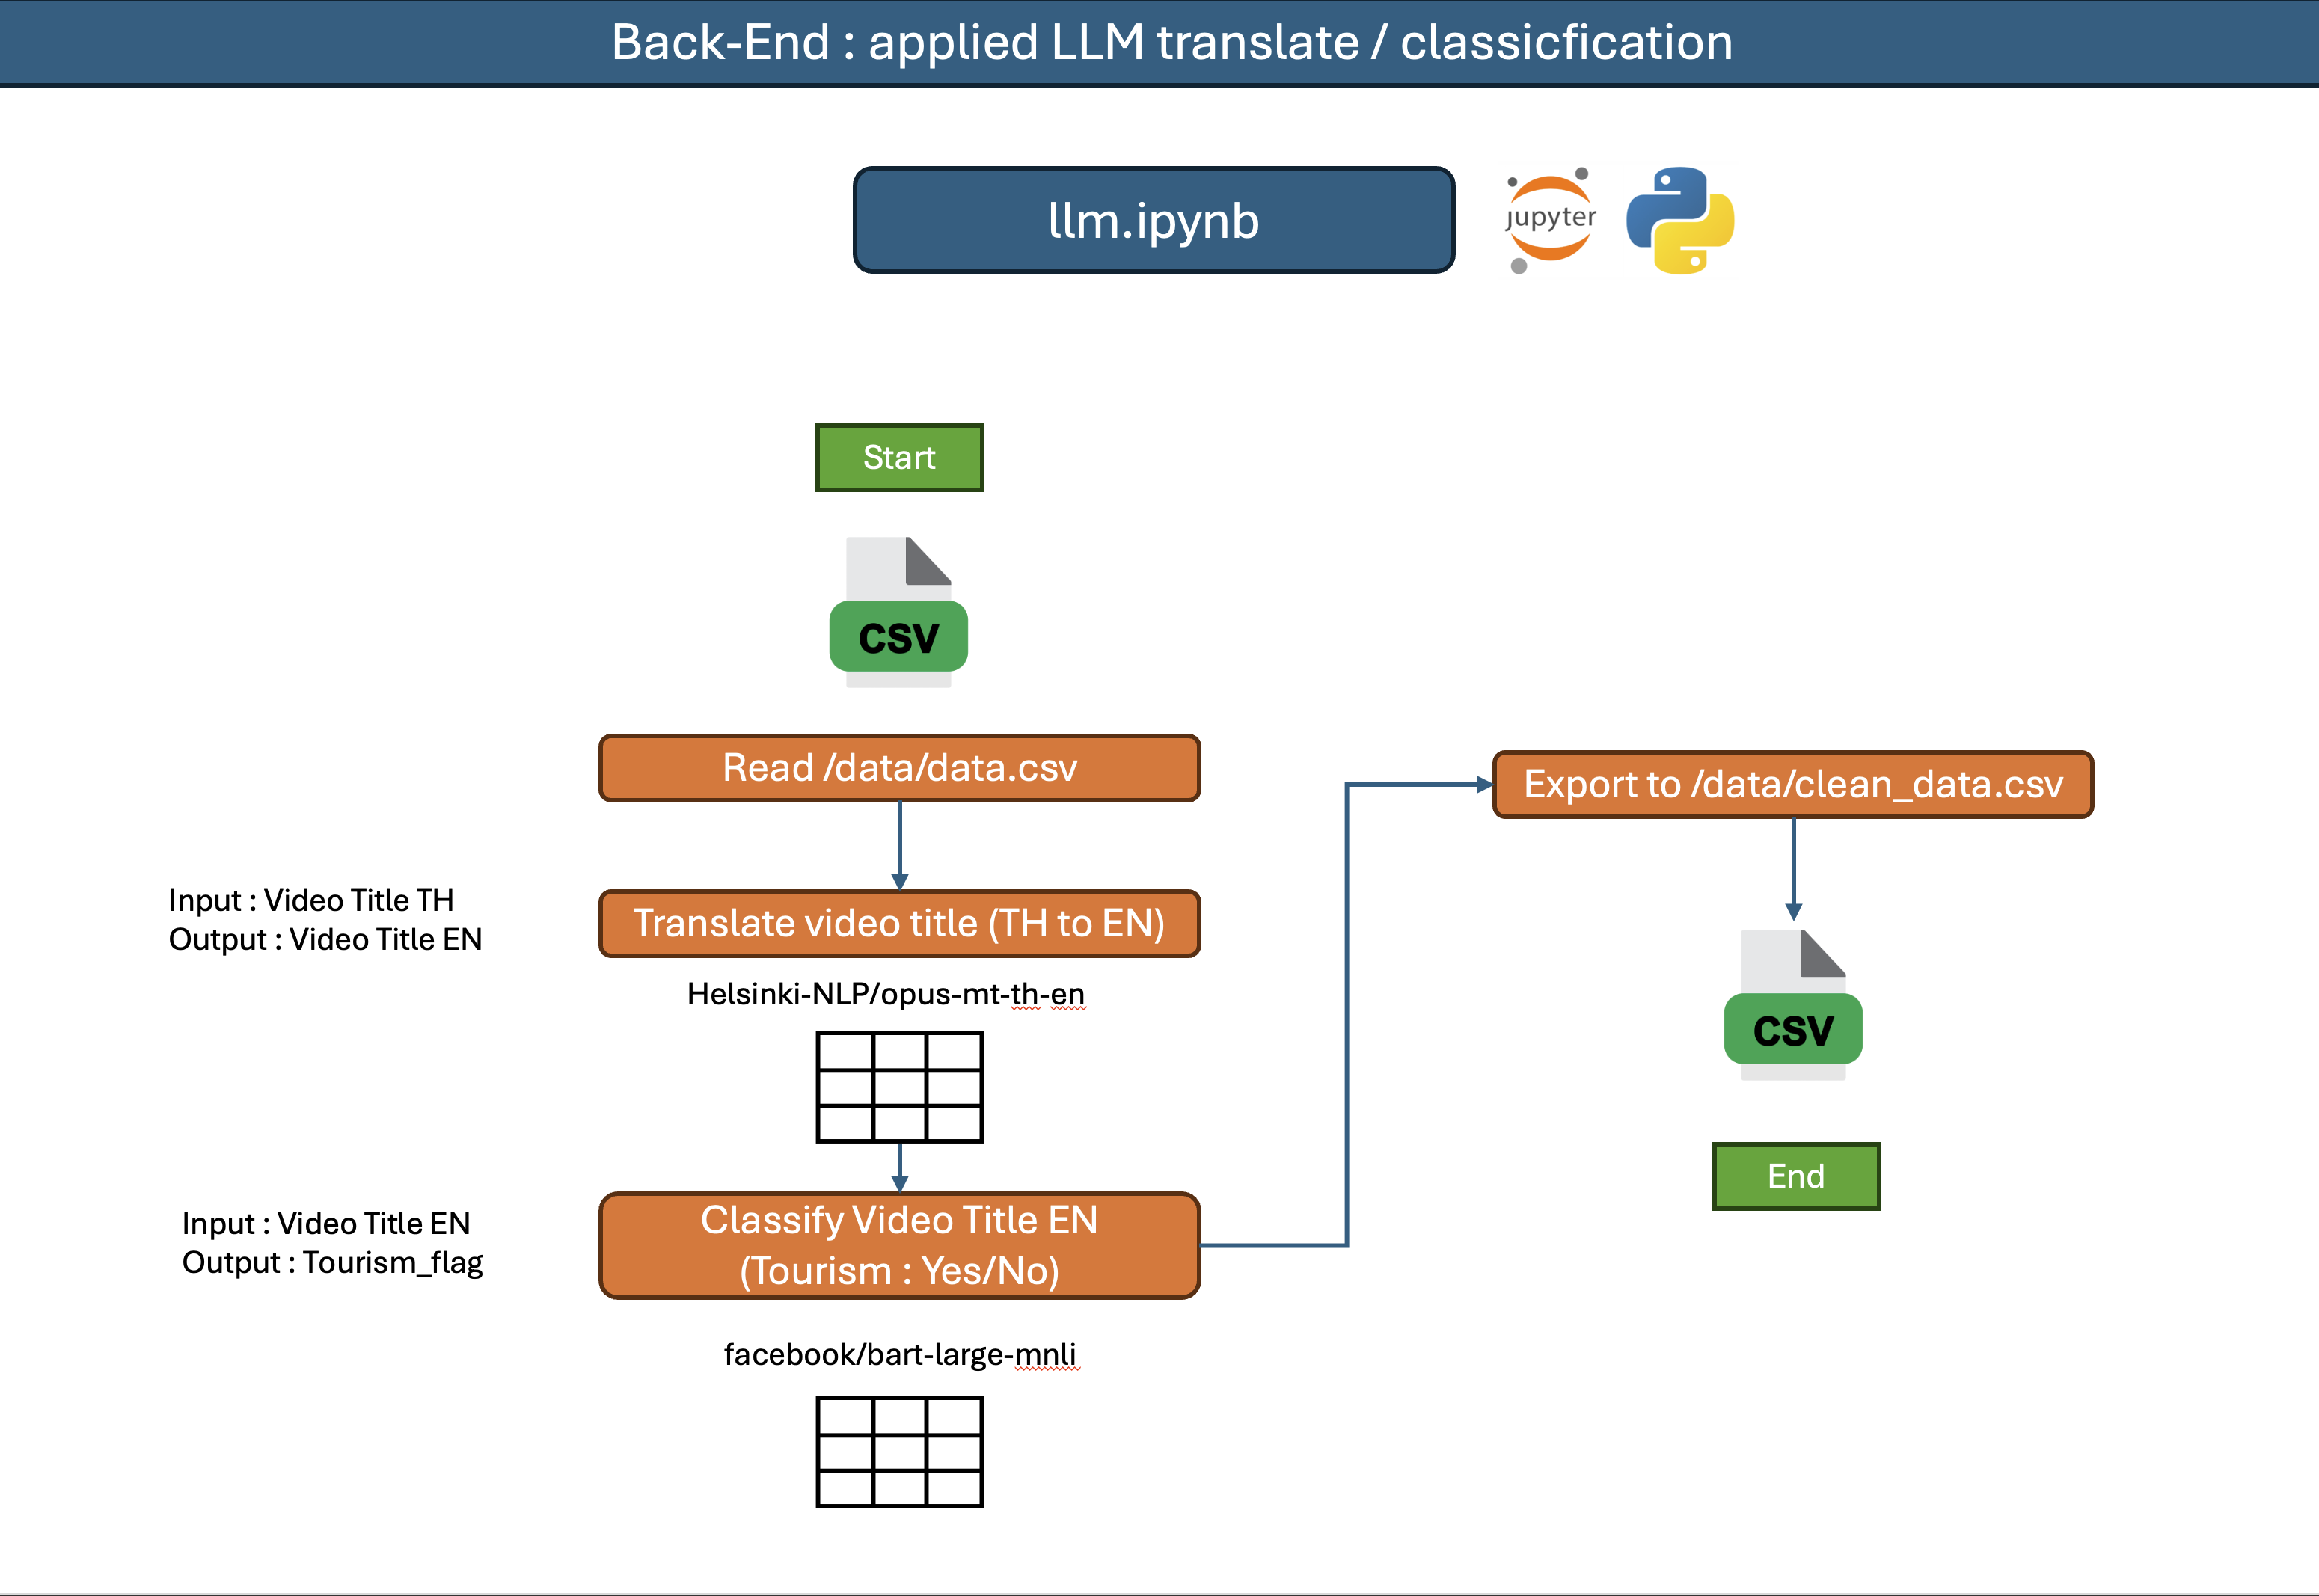 Back-End : applied LLM translate / classicfication
llm.ipynb
jupyter
Start
CSV
Read /data/data.csv
Input : Video Title TH
Output : Video Title EN
Translate video title (TH to EN)
Helsinki-NLP/opus-mt-th-en
Input : Video Title EN
Output : Tourism_flag
Classify Video Title EN
(Tourism : Yes/No)
facebook/bart-large-mnli
Export to /data/clean_data.csv
CSV
End